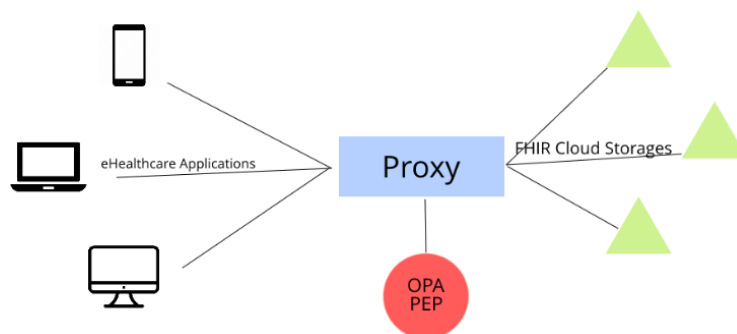 eHealthcare Applications
Proxy
FHIR Cloud Storages
OPA
PEP